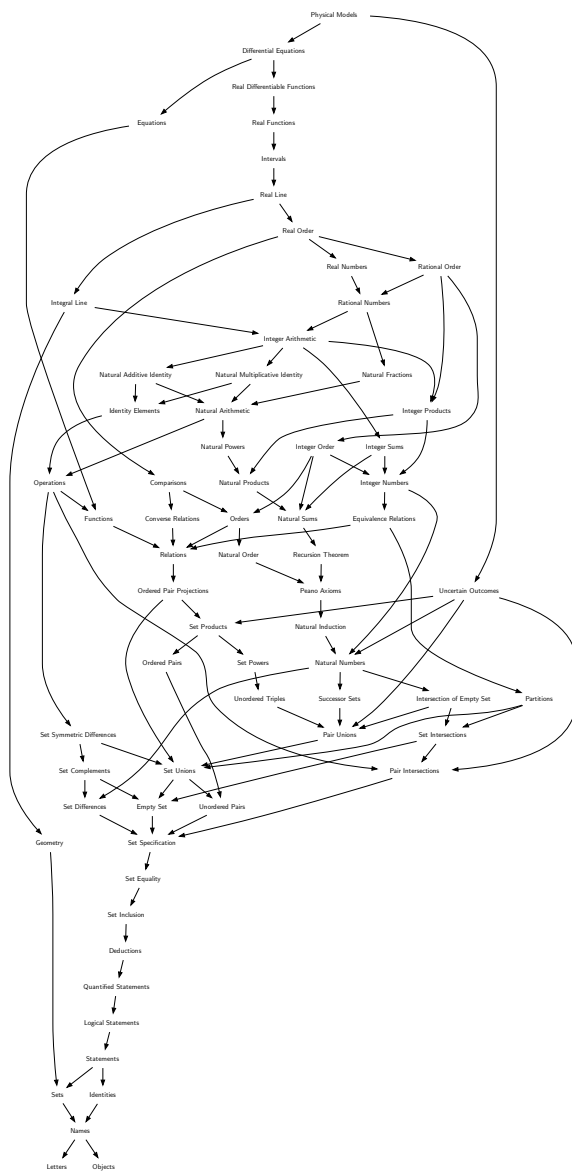 Physical Models
Differential Equations
Real Differentiable Functions
Equations
Real Functions
Intervals
Real Line
Real Order
Real Numbers
Rational Order
Integral Line
Rational Numbers
Integer Arithmetic
Natural Additive Identity
Natural Multiplicative Identity
Natural Fractions
Identity Elements
Natural Arithmetic
Integer Products
Natural Powers
Integer Order
Integer Sums
Operations
Comparisons
Natural Products
Integer Numbers
Functions
Converse Relations
Orders
Natural Sums
Equivalence Relations
Relations
Natural Order
Recursion Theorem
Ordered Pair Projections
Peano Axioms
Uncertain Outcomes
Set Products
Natural Induction
Ordered Pairs
Set Powers
Natural Numbers
Unordered Triples
Successor Sets
Intersection of Empty Set
Partitions
Set Symmetric Differences
Pair Unions
Set Intersections
Set Complements
Set Unions
Pair Intersections
Set Differences
Empty Set
Unordered Pairs
Geometry
Set Specification
Set Equality
Set Inclusion
Deductions
Quantified Statements
Logical Statements
Statements
Sets
Identities
Names
Letters
Objects